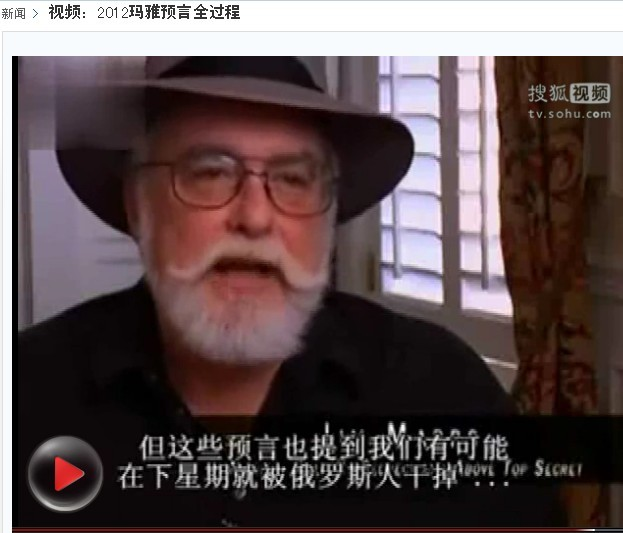 新闻 > 视频：2012玛雅预言全过程
搜狐视频
tv.sohu.com
但这些预言也提到我们有可能
Above Top Secret
在下星期就被俄罗斯人干掉 ...